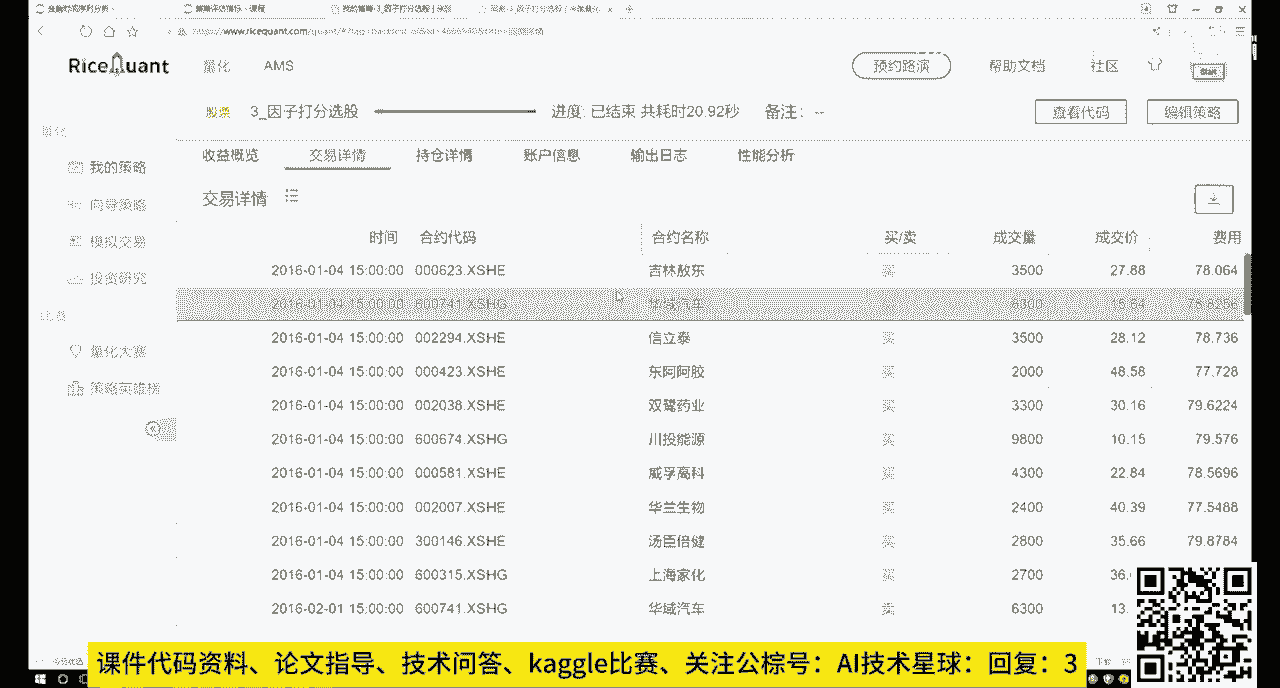 RiceQuant 量化 AMS 预约路演 帮助文档 社区
股票 3_因子打分选股 进度: 已结束 共耗时20.92秒 备注: --
查看代码 编辑策略
我的策略
向导策略
模拟交易
投资研究
量化大赛
策略英雄榜
收益概览 交易详情 持仓详情 账户信息 输出日志 性能分析
交易详情
时间 合约代码 合约名称 买/卖 成交量 成交价 费用
2016-01-04 15:00:00 000623.XSHE 吉林敖东 买 3500 27.88 78.064
2016-01-04 15:00:00 600741.XSHG 华域汽车 买 6300
2016-01-04 15:00:00 002294.XSHE 信立泰 买 3500 28.12 78.736
2016-01-04 15:00:00 000423.XSHE 东阿阿胶 买 2000 48.58 77.728
2016-01-04 15:00:00 002038.XSHE 双鹭药业 买 3300 30.16 79.6224
2016-01-04 15:00:00 600674.XSHG 川投能源 买 9800 10.15 79.576
2016-01-04 15:00:00 000581.XSHE 威孚高科 买 4300 22.84 78.5696
2016-01-04 15:00:00 002007.XSHE 华兰生物 买 2400 40.39 77.5488
2016-01-04 15:00:00 300146.XSHE 汤臣倍健 买 2800 35.66 79.8784
2016-01-04 15:00:00 600315.XSHG 上海家化 买 2700 36.
2016-02-01 15:00:00 600741.XSHG 华域汽车 卖 6300 13.
课件代码资料、论文指导、技术问答、kaggle比赛、关注公棕号：AI技术星球：回复：3